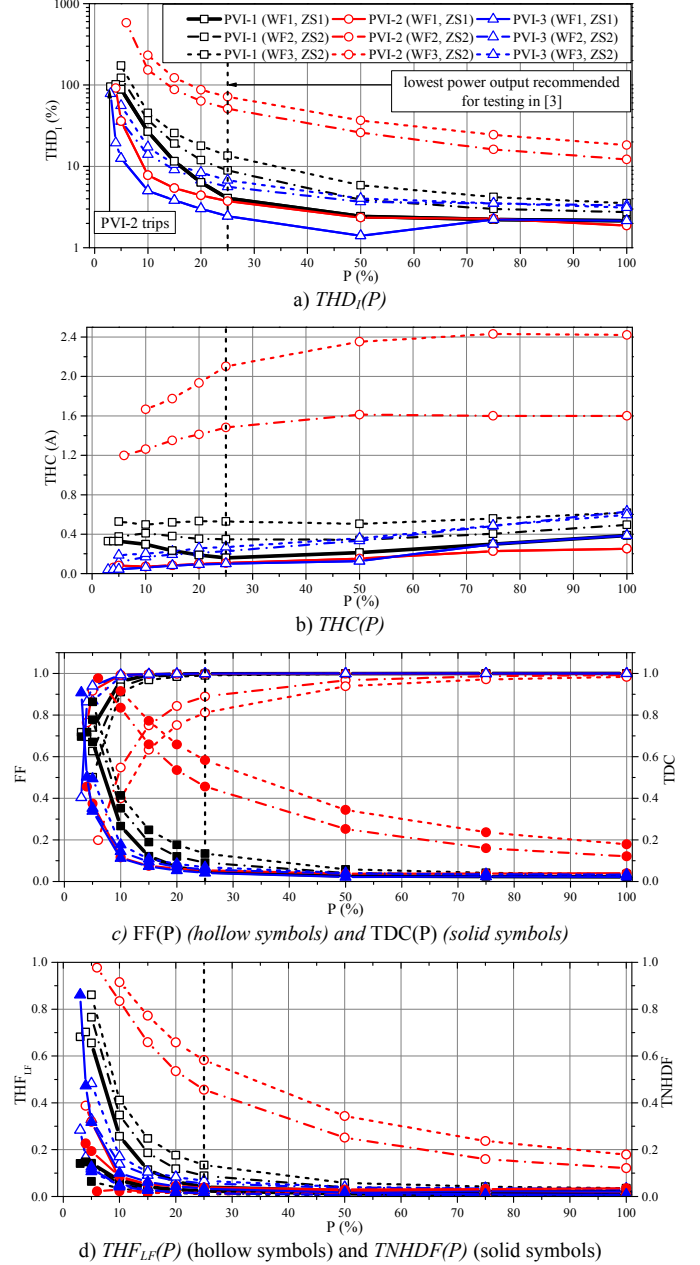 1000
100
10
1
THD_I (%)
PVI-1 (WF1, ZS1) PVI-2 (WF1, ZS1) PVI-3 (WF1, ZS1)
PVI-1 (WF2, ZS2) PVI-2 (WF2, ZS2) PVI-3 (WF2, ZS2)
PVI-1 (WF3, ZS2) PVI-2 (WF3, ZS2) PVI-3 (WF3, ZS2)
lowest power output recommended
for testing in [3]
PVI-2 trips
0 10 20 30 40 50 60 70 80 90 100
P (%)
a) THD_I(P)
2.4
1.8
1.6
1.2
0.6
0.4
0.0
THC (A)
0 10 20 30 40 50 60 70 80 90 100
P (%)
b) THC(P)
1.0 1.0
0.8 0.8
0.6 0.6
0.4 0.4
0.2 0.2
0.0 0.0
FF
TDC
0 10 20 30 40 50 60 70 80 90 100
P (%)
c) FF(P) (hollow symbols) and TDC(P) (solid symbols)
1.0 1.0
0.8 0.8
0.6 0.6
0.4 0.4
0.2 0.2
0.0 0.0
THF_LF
TNHDF
0 10 20 30 40 50 60 70 80 90 100
P (%)
d) THF_LF(P) (hollow symbols) and TNHDF(P) (solid symbols)